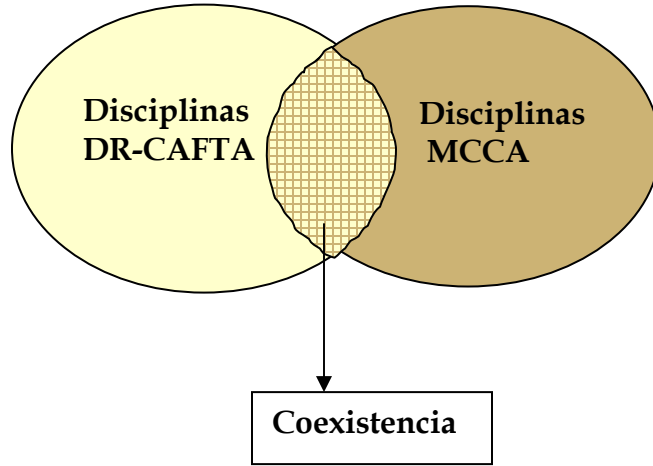 Disciplinas
DR-CAFTA
Disciplinas
MCCA
Coexistencia